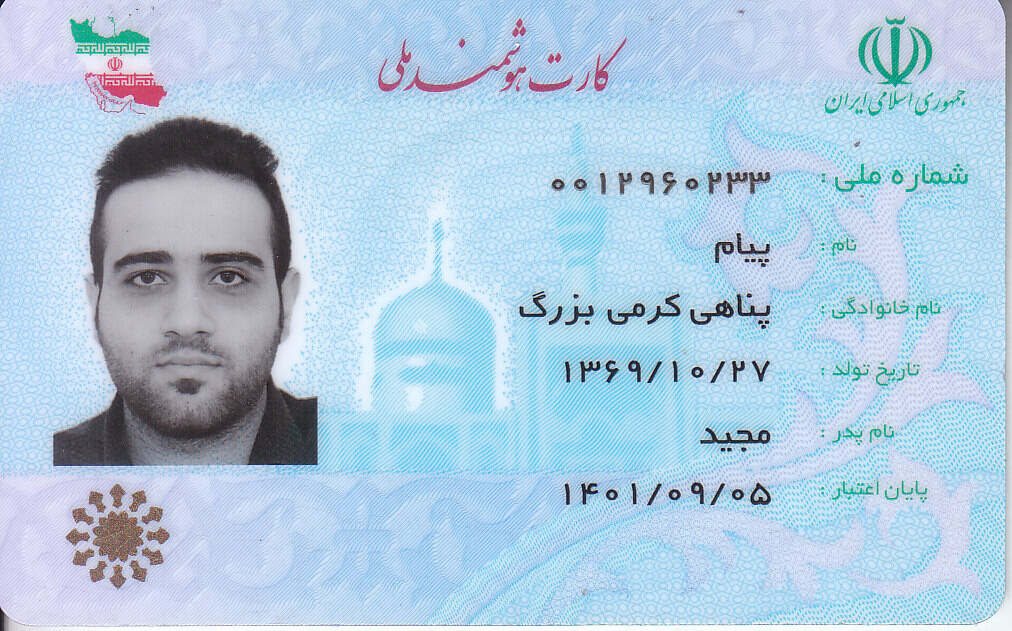 کارت هوشمند ملی
جمهوری اسلامی ایران
شماره ملی : ۰۰۱۲۹۶۰۲۳۳
نام : پیام
نام خانوادگی : پناهی کرمی بزرگ
تاریخ تولد : ۱۳۶۹/۱۰/۲۷
نام پدر : مجید
پایان اعتبار : ۱۴۰۱/۰۹/۰۵